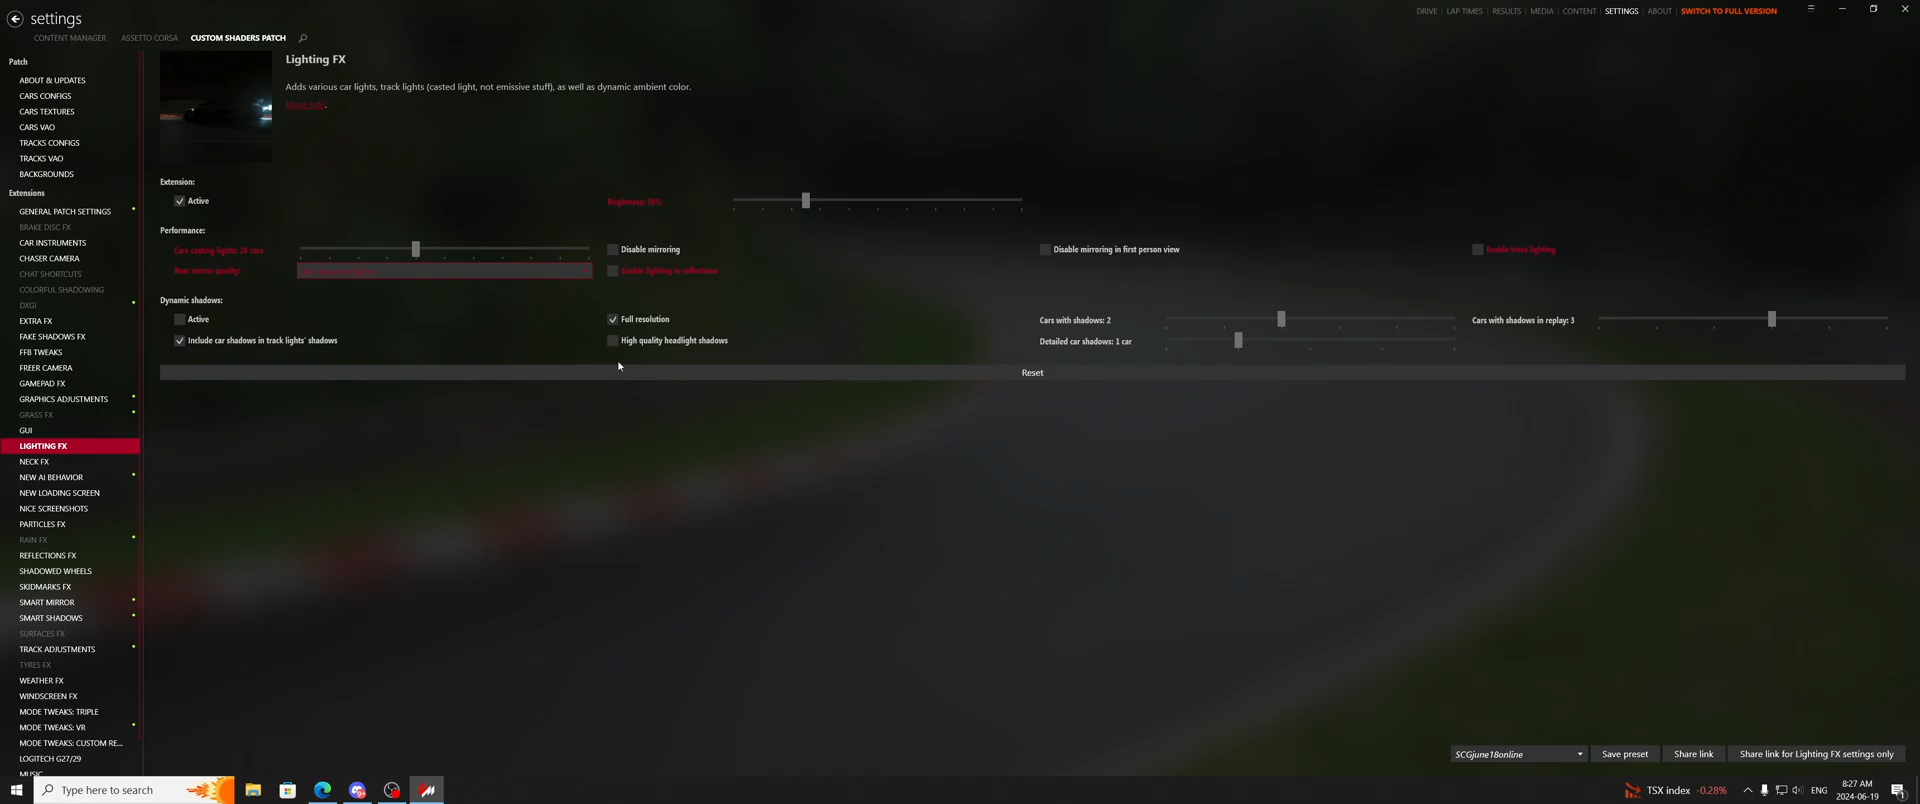 settings
DRIVE | LAP TIMES | RESULTS | MEDIA | CONTENT | SETTINGS | ABOUT | SWITCH TO FULL VERSION
CONTENT MANAGER ASSETTO CORSA CUSTOM SHADERS PATCH
Patch
ABOUT & UPDATES
CARS CONFIGS
CARS TEXTURES
CARS VAO
TRACKS CONFIGS
TRACKS VAO
BACKGROUNDS
Extensions
GENERAL PATCH SETTINGS
BRAKE DISC FX
CAR INSTRUMENTS
CHASER CAMERA
CHAT SHORTCUTS
COLORFUL SHADOWING
DXGI
EXTRA FX
FAKE SHADOWS FX
FFB TWEAKS
FREER CAMERA
GAMEPAD FX
GRAPHICS ADJUSTMENTS
GRASS FX
GUI
LIGHTING FX
NECK FX
NEW AI BEHAVIOR
NEW LOADING SCREEN
NICE SCREENSHOTS
PARTICLES FX
RAIN FX
REFLECTIONS FX
SHADOWED WHEELS
SKIDMARKS FX
SMART MIRROR
SMART SHADOWS
SURFACES FX
TRACK ADJUSTMENTS
TYRES FX
WEATHER FX
WINDSCREEN FX
MODE TWEAKS: TRIPLE
MODE TWEAKS: VR
MODE TWEAKS: CUSTOM RE...
LOGITECH G27/29
MUSIC
Lighting FX
Adds various car lights, track lights (casted light, not emissive stuff), as well as dynamic ambient color.
More info.
Extension:
Active
Brightness: 50%
Performance:
Cars casting lights: 20 cars
Disable mirroring
Disable mirroring in first person view
Enable trees lighting
Rear mirror quality:
Enable lighting in reflections
Dynamic shadows:
Active
Full resolution
Cars with shadows: 2
Cars with shadows in replay: 3
Include car shadows in track lights' shadows
High quality headlight shadows
Detailed car shadows: 1 car
Reset
SCGjune18online
Save preset
Share link
Share link for Lighting FX settings only
Type here to search
TSX index -0.28%
ENG
8:27 AM
2024-06-19